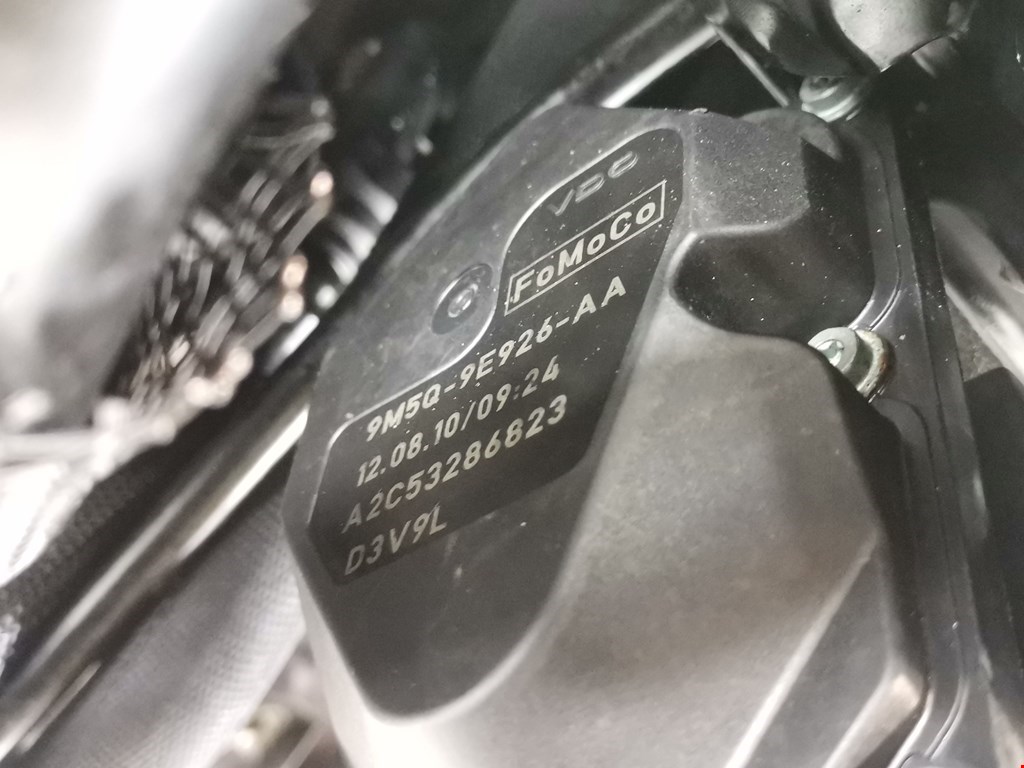 VDO
FoMoCo
9M5Q-9E926-AA
12.08.10/09:24
A2C53286823
D3V9L